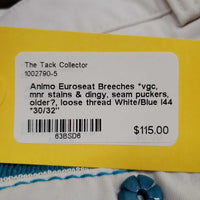 The Tack Collector
1002790-5
Animo Euroseat Breeches *vgc,
mnr stains & dingy, seam puckers,
older?, loose thread White/Blue I44
*30/32"
$115.00
63BSD6